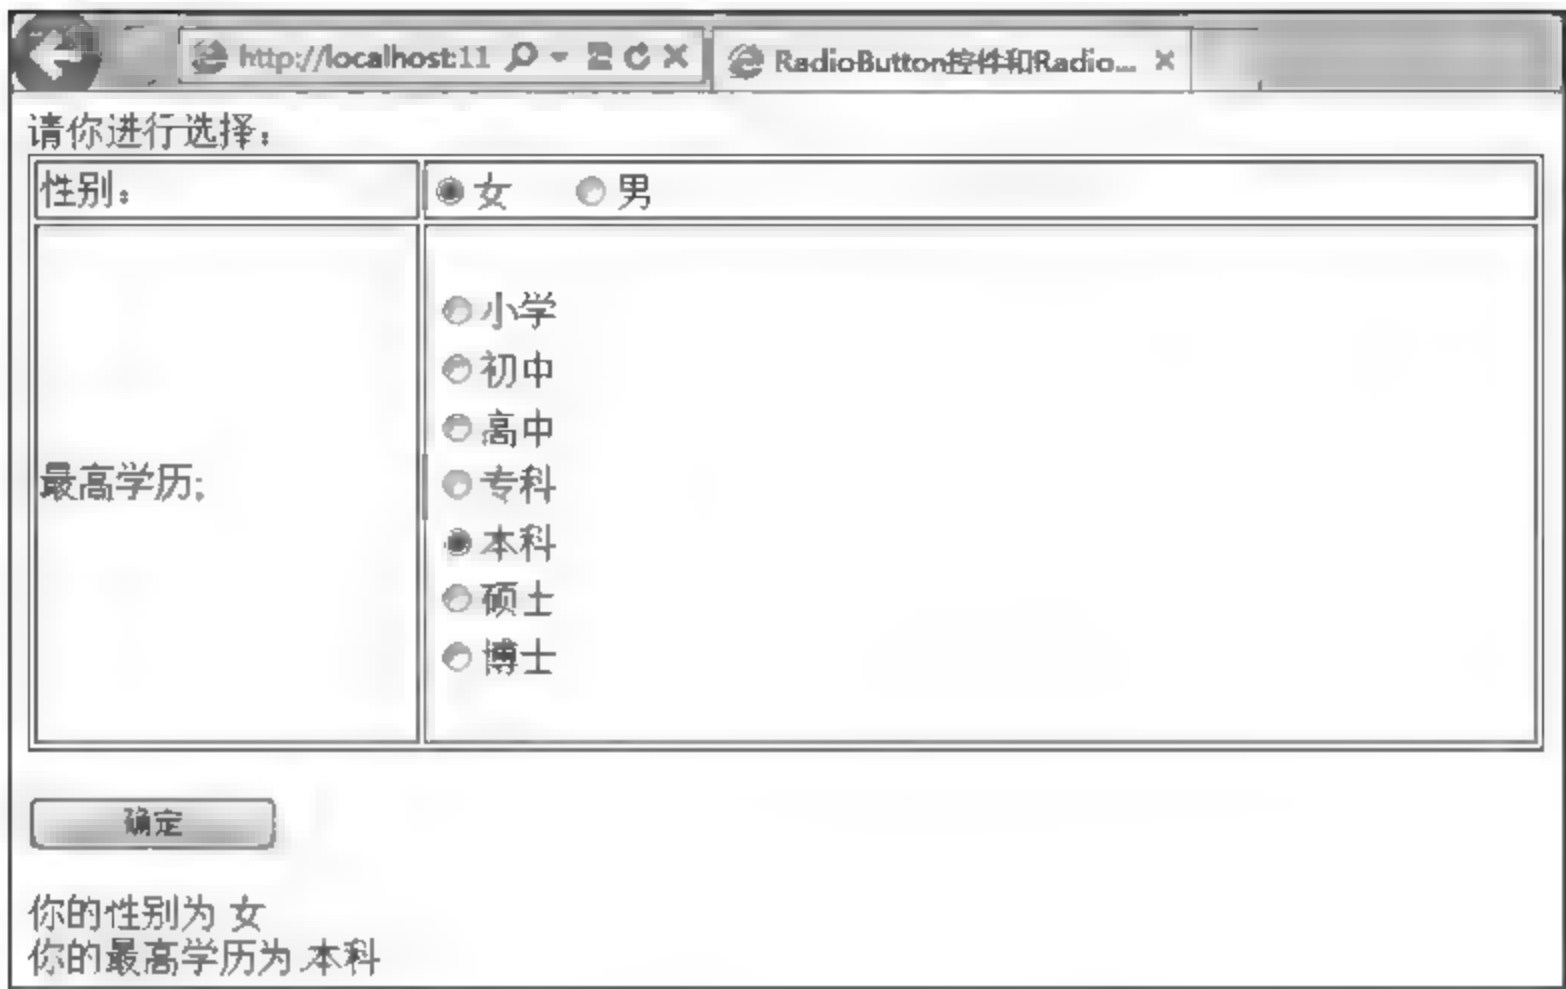 http://localhost:11
RadioButton控件和Radio...
请你进行选择：
性别：
女 男
小学
初中
高中
最高学历:
专科
本科
硕士
博士
确定
你的性别为 女
你的最高学历为 本科